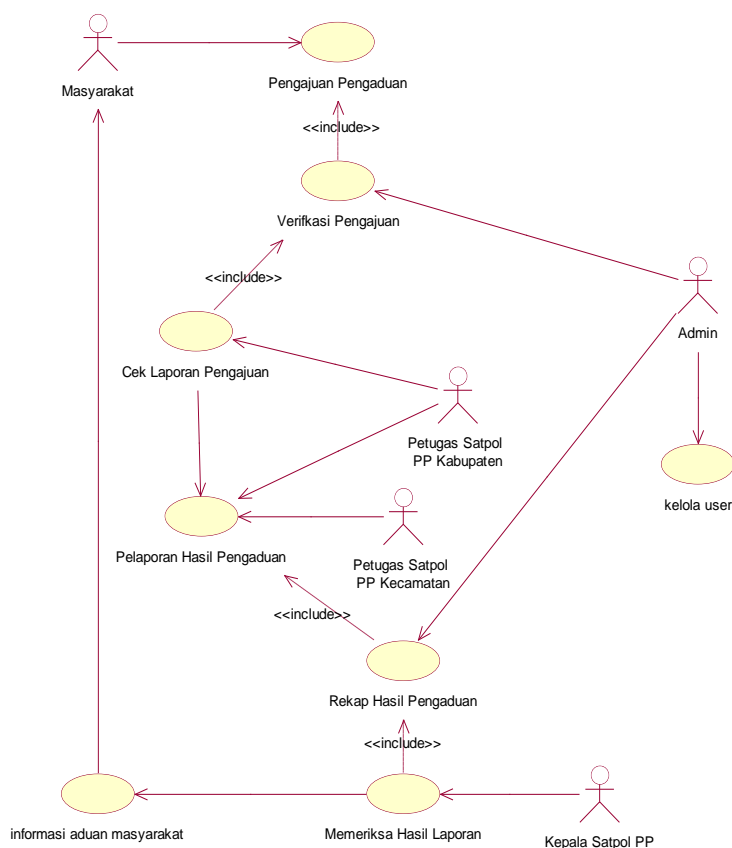 Masyarakat
Pengajuan Pengaduan
<<include>>
Verifkasi Pengajuan
<<include>>
Admin
Cek Laporan Pengajuan
Petugas Satpol
PP Kabupaten
kelola user
Pelaporan Hasil Pengaduan
Petugas Satpol
PP Kecamatan
<<include>>
Rekap Hasil Pengaduan
<<include>>
informasi aduan masyarakat
Memeriksa Hasil Laporan
Kepala Satpol PP